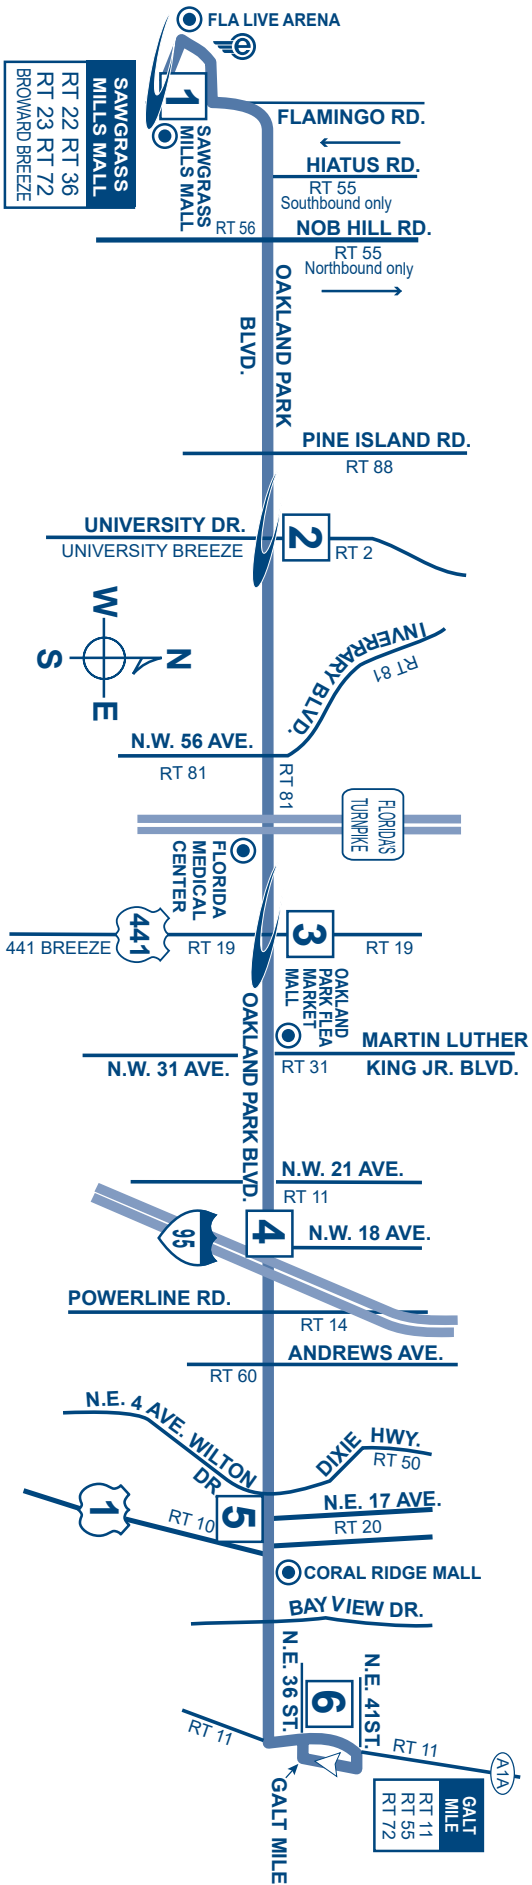 FLA LIVE ARENA
e
1
SAWGRASS
MILLS MALL
SAWGRASS
MILLS MALL
RT 22 RT 36
RT 23 RT 72
BROWARD BREEZE
FLAMINGO RD.
HIATUS RD.
RT 55
Southbound only
RT 56
NOB HILL RD.
RT 55
Northbound only
OAKLAND PARK
BLVD.
PINE ISLAND RD.
RT 88
UNIVERSITY DR.
UNIVERSITY BREEZE
2
RT 2
W
N
S
E
INVERRARY BLVD.
RT 81
N.W. 56 AVE.
RT 81
RT 81
FLORIDA'S
TURNPIKE
FLORIDA
MEDICAL
CENTER
441 BREEZE
441
RT 19
3
RT 19
OAKLAND
PARK FLEA
MARKET
MALL
OAKLAND PARK BLVD.
MARTIN LUTHER
KING JR. BLVD.
N.W. 31 AVE.
RT 31
N.W. 21 AVE.
RT 11
4
N.W. 18 AVE.
95
POWERLINE RD.
RT 14
ANDREWS AVE.
RT 60
N.E. 4 AVE. WILTON
DR
DIXIE HWY.
RT 50
5
N.E. 17 AVE.
RT 20
1
RT 10
CORAL RIDGE MALL
BAY VIEW DR.
N.E. 36 ST.
6
N.E. 41ST.
RT 11
RT 11
A1A
GALT MILE
GALT
MILE
RT 11
RT 55
RT 72